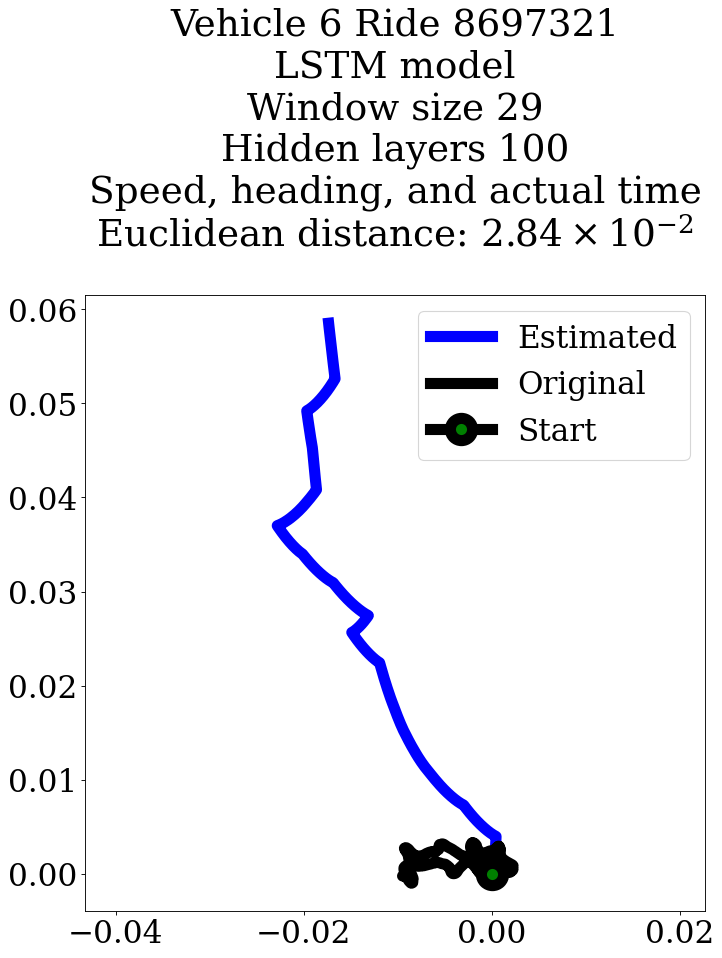 Vehicle 6 Ride 8697321
LSTM model
Window size 29
Hidden layers 100
Speed, heading, and actual time
Euclidean distance: 2.84 × 10⁻²
0.06
0.05
0.04
0.03
0.02
0.01
0.00
Estimated
Original
Start
−0.04 −0.02 0.00 0.02